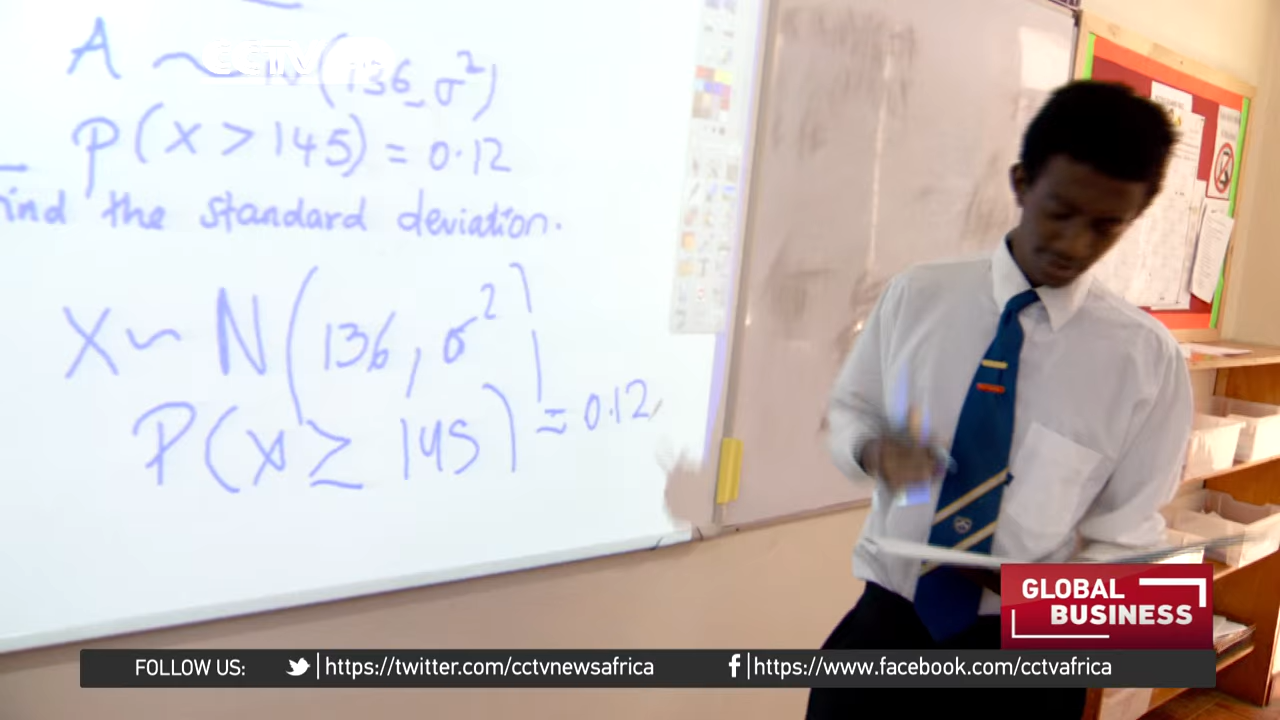 A ~ N(136, σ²)
P(X > 145) = 0.12
ind the standard deviation.
X ~ N(136, σ²)
P(X ≥ 145) = 0.12
CCTV
GLOBAL
BUSINESS
FOLLOW US: https://twitter.com/cctvnewsafrica f https://www.facebook.com/cctvafrica